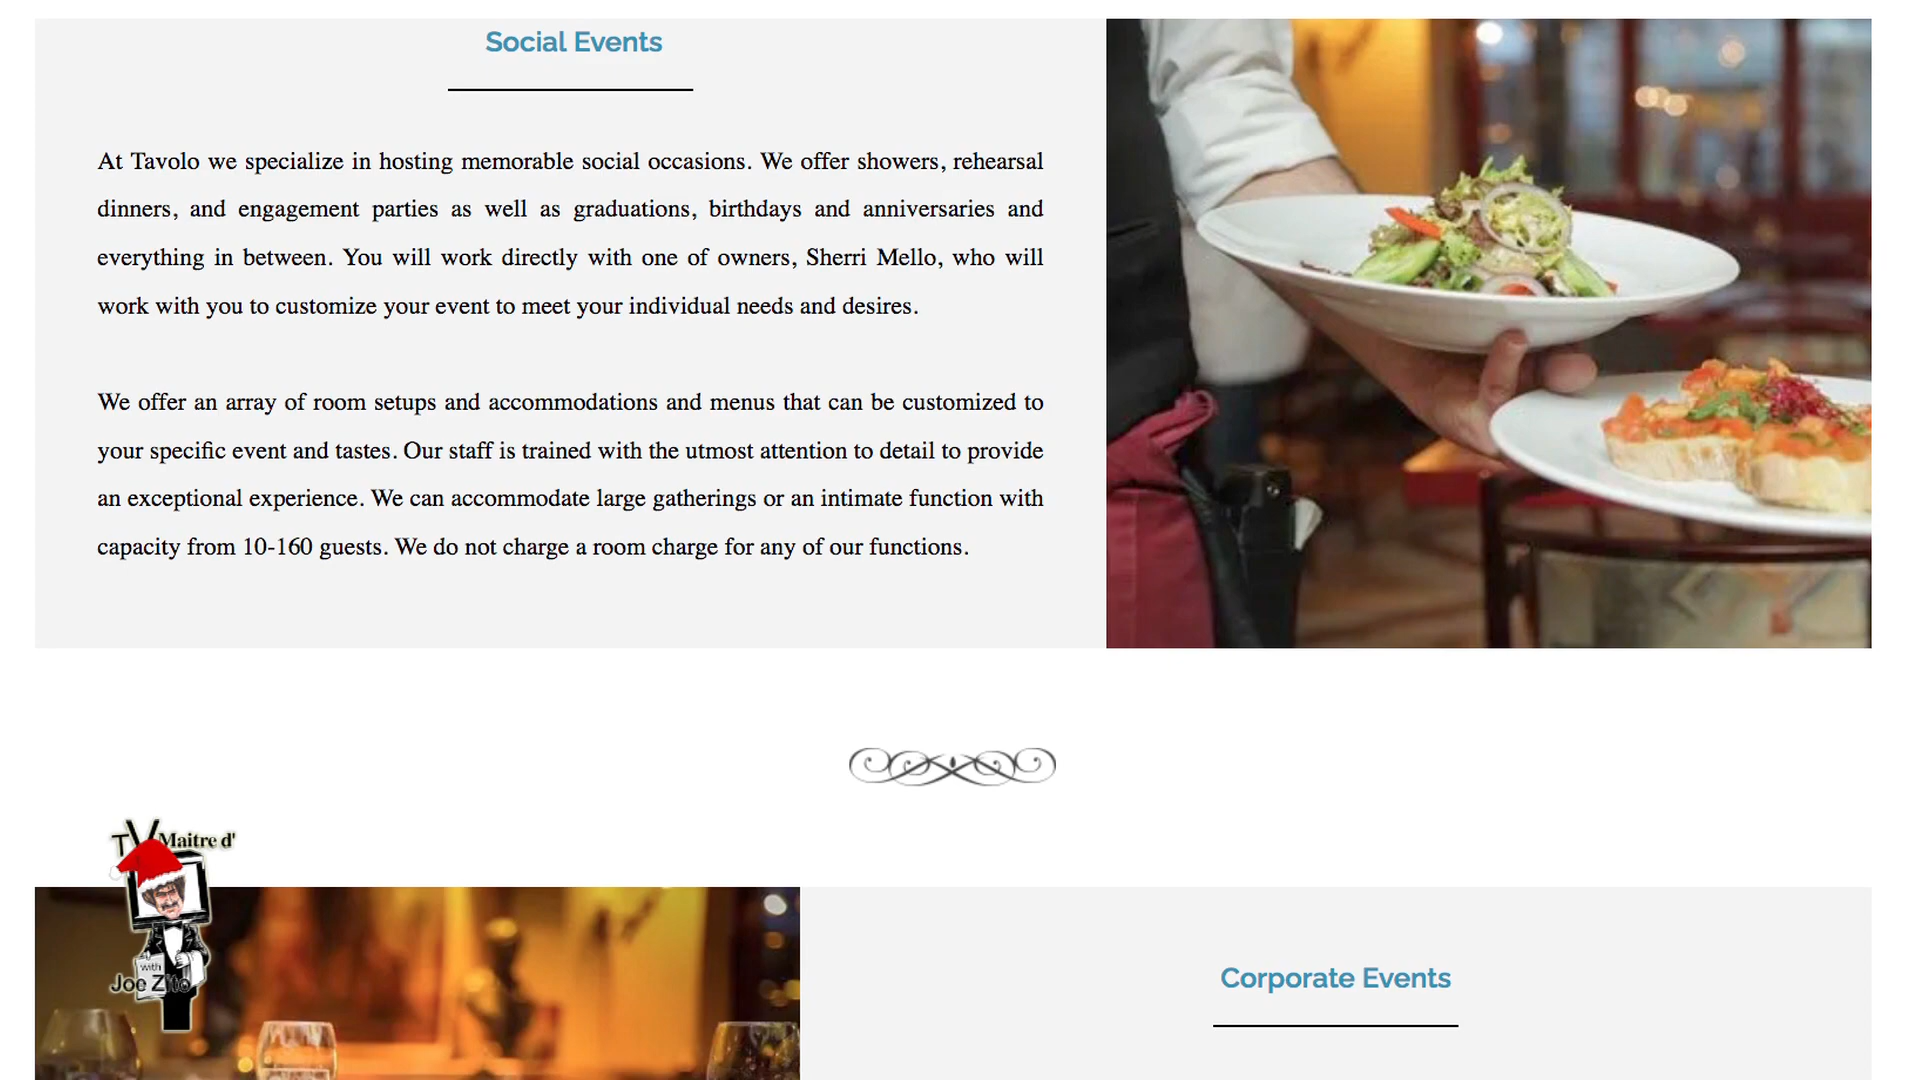 Social Events
At Tavolo we specialize in hosting memorable social occasions. We offer showers, rehearsal
dinners, and engagement parties as well as graduations, birthdays and anniversaries and
everything in between. You will work directly with one of owners, Sherri Mello, who will
work with you to customize your event to meet your individual needs and desires.
We offer an array of room setups and accommodations and menus that can be customized to
your specific event and tastes. Our staff is trained with the utmost attention to detail to provide
an exceptional experience. We can accommodate large gatherings or an intimate function with
capacity from 10-160 guests. We do not charge a room charge for any of our functions.
TV Maitre d'
with
Joe Zito
Corporate Events